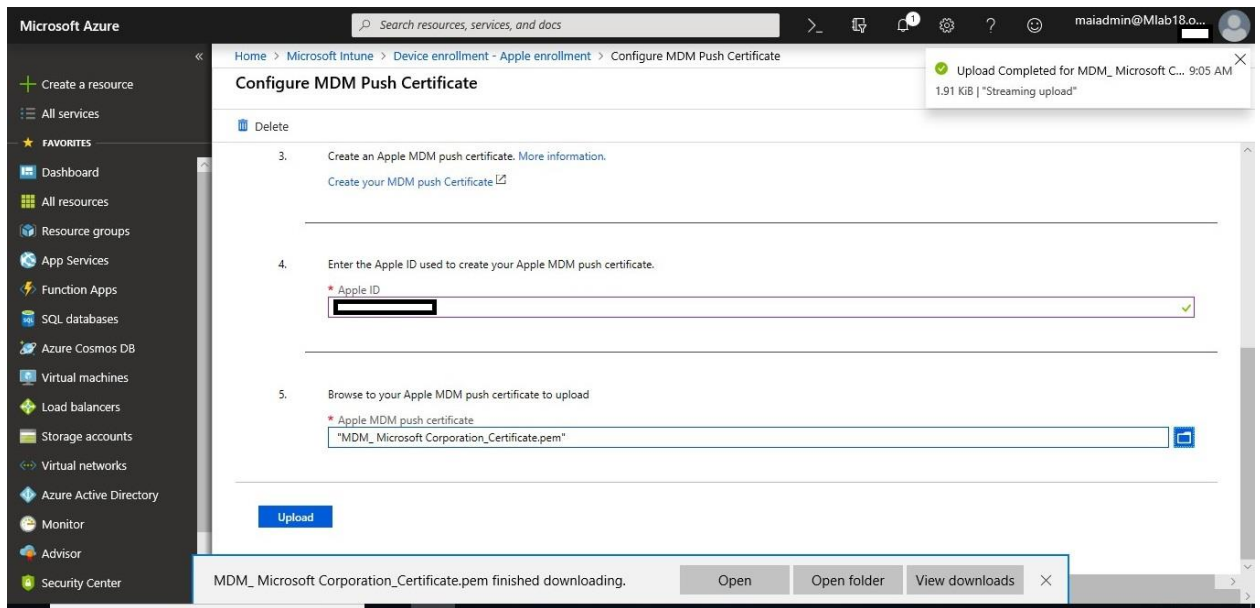 Microsoft Azure
Search resources, services, and docs
1
maiadmin@Mlab18.o...
Home > Microsoft Intune > Device enrollment - Apple enrollment > Configure MDM Push Certificate
Configure MDM Push Certificate
Upload Completed for MDM_ Microsoft C... 9:05 AM
1.91 KiB | "Streaming upload"
Delete
Create a resource
All services
FAVORITES
Dashboard
All resources
Resource groups
App Services
Function Apps
SQL databases
Azure Cosmos DB
Virtual machines
Load balancers
Storage accounts
Virtual networks
Azure Active Directory
Monitor
Advisor
Security Center
3. Create an Apple MDM push certificate. More information.
Create your MDM push Certificate
4. Enter the Apple ID used to create your Apple MDM push certificate.
* Apple ID
5. Browse to your Apple MDM push certificate to upload
* Apple MDM push certificate
"MDM_ Microsoft Corporation_Certificate.pem"
Upload
MDM_ Microsoft Corporation_Certificate.pem finished downloading.
Open
Open folder
View downloads